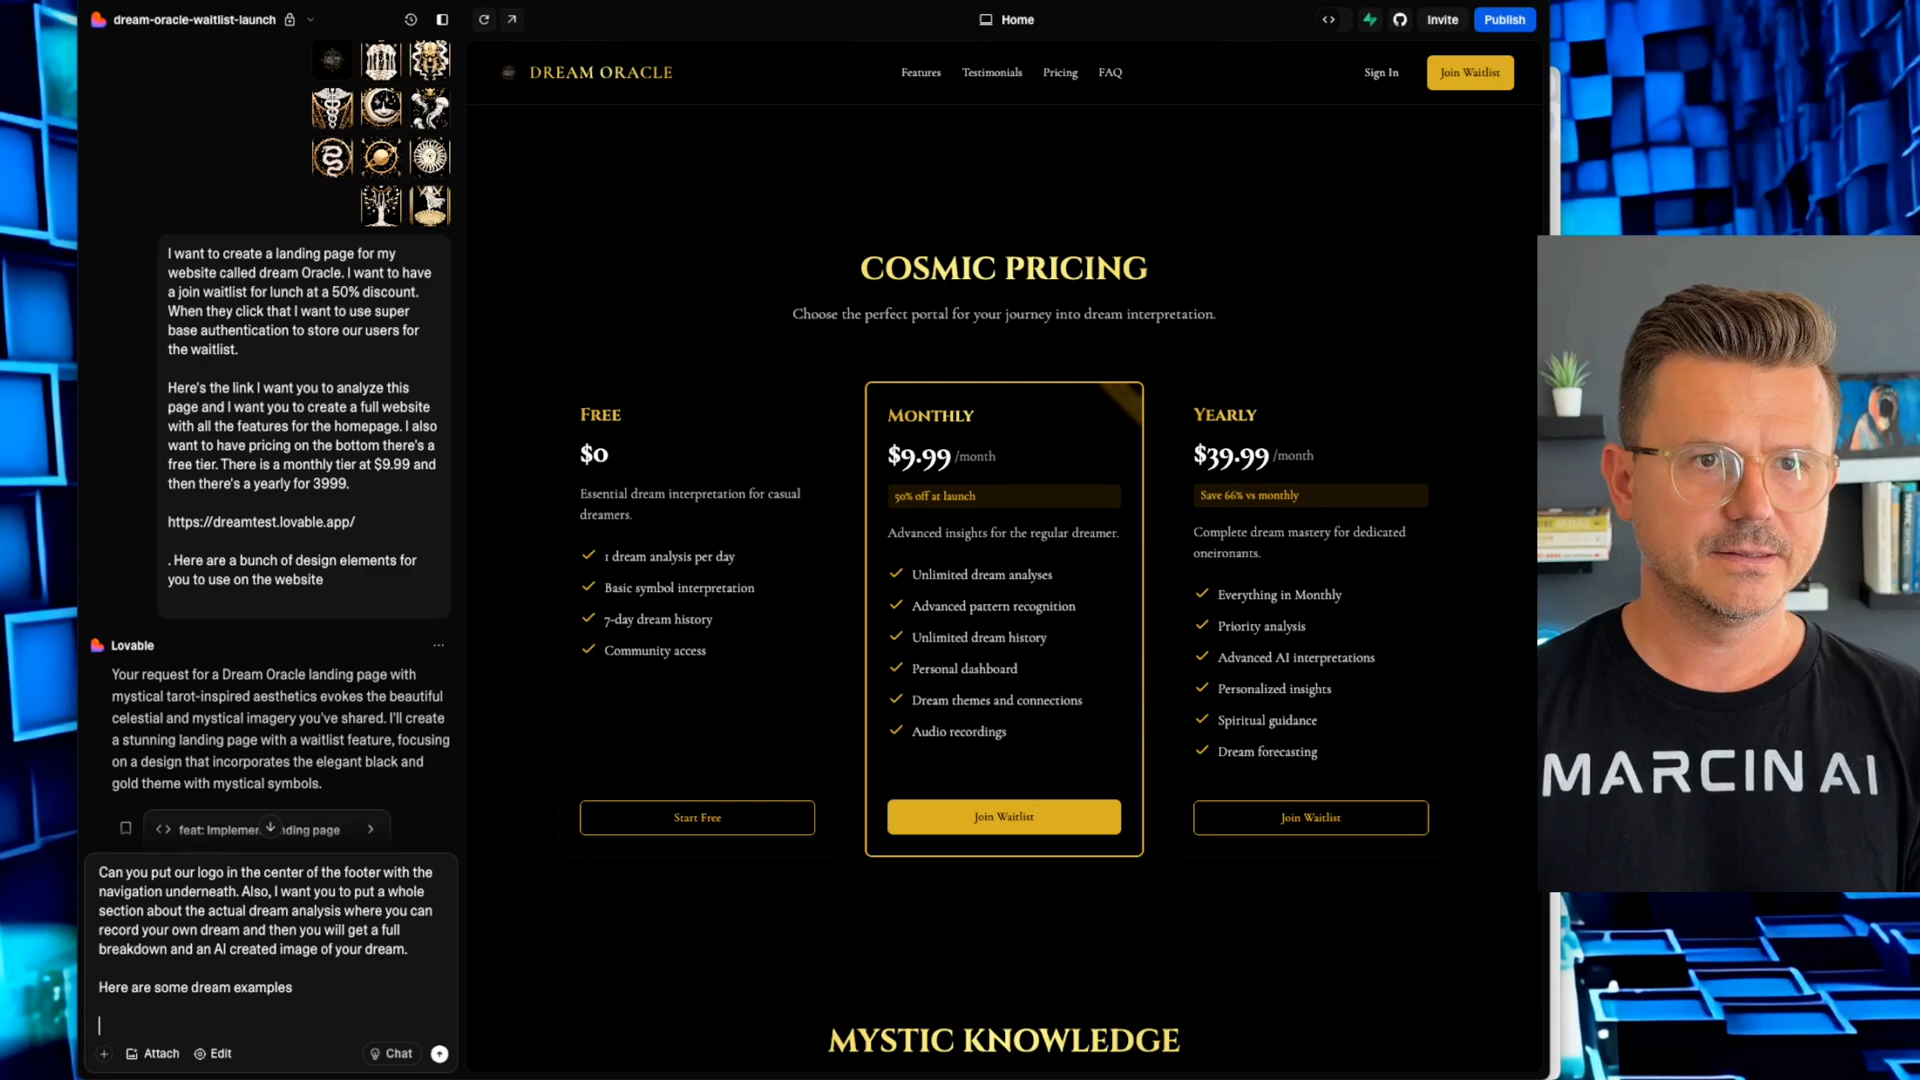 dream-oracle-waitlist-launch
Home
Invite
Publish
I want to create a landing page for my
website called dream Oracle. I want to have
a join waitlist for lunch at a 50% discount.
When they click that I want to use super
base authentication to store our users for
the waitlist.
Here's the link I want you to analyze this
page and I want you to create a full website
with all the features for the homepage. I also
want to have pricing on the bottom there's a
free tier. There is a monthly tier at $9.99 and
then there's a yearly for 3999.
https://dreamtest.lovable.app/
. Here are a bunch of design elements for
you to use on the website
Lovable
Your request for a Dream Oracle landing page with
mystical tarot-inspired aesthetics evokes the beautiful
celestial and mystical imagery you've shared. I'll create
a stunning landing page with a waitlist feature, focusing
on a design that incorporates the elegant black and
gold theme with mystical symbols.
feat: Implemen nding page
Can you put our logo in the center of the footer with the
navigation underneath. Also, I want you to put a whole
section about the actual dream analysis where you can
record your own dream and then you will get a full
breakdown and an AI created image of your dream.
Here are some dream examples
Attach
Edit
Chat
DREAM ORACLE
Features
Testimonials
Pricing
FAQ
Sign In
Join Waitlist
COSMIC PRICING
Choose the perfect portal for your journey into dream interpretation.
FREE
$0
Essential dream interpretation for casual
dreamers.
1 dream analysis per day
Basic symbol interpretation
7-day dream history
Community access
Start Free
MONTHLY
$9.99 /month
50% off at launch
Advanced insights for the regular dreamer.
Unlimited dream analyses
Advanced pattern recognition
Unlimited dream history
Personal dashboard
Dream themes and connections
Audio recordings
Join Waitlist
YEARLY
$39.99 /month
Save 66% vs monthly
Complete dream mastery for dedicated
oneironants.
Everything in Monthly
Priority analysis
Advanced AI interpretations
Personalized insights
Spiritual guidance
Dream forecasting
Join Waitlist
MYSTIC KNOWLEDGE
MARCIN AI